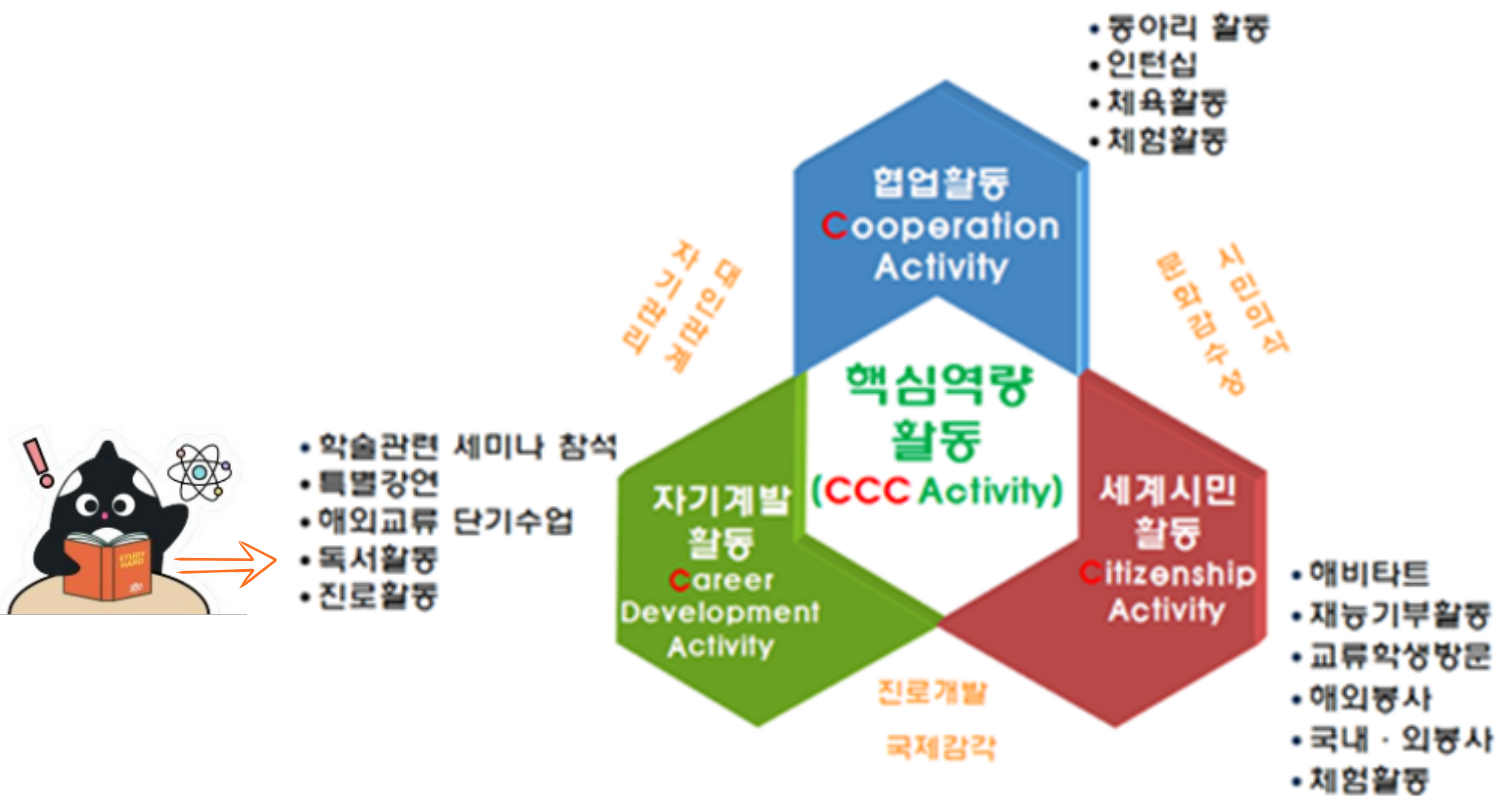 • 동아리 활동
• 인턴십
• 체육활동
• 체험활동
협업활동
Cooperation
Activity
대인관계
자기관리
시민의식
문화감수성
핵심역량
활동
(CCC Activity)
STUDY
HARD
• 학술관련 세미나 참석
• 특별강연
• 해외교류 단기수업
• 독서활동
• 진로활동
자기계발
활동
Career
Development
Activity
세계시민
활동
Citizenship
Activity
• 해비타트
• 재능기부활동
• 교류학생방문
• 해외봉사
• 국내 · 외봉사
• 체험활동
진로개발
국제감각